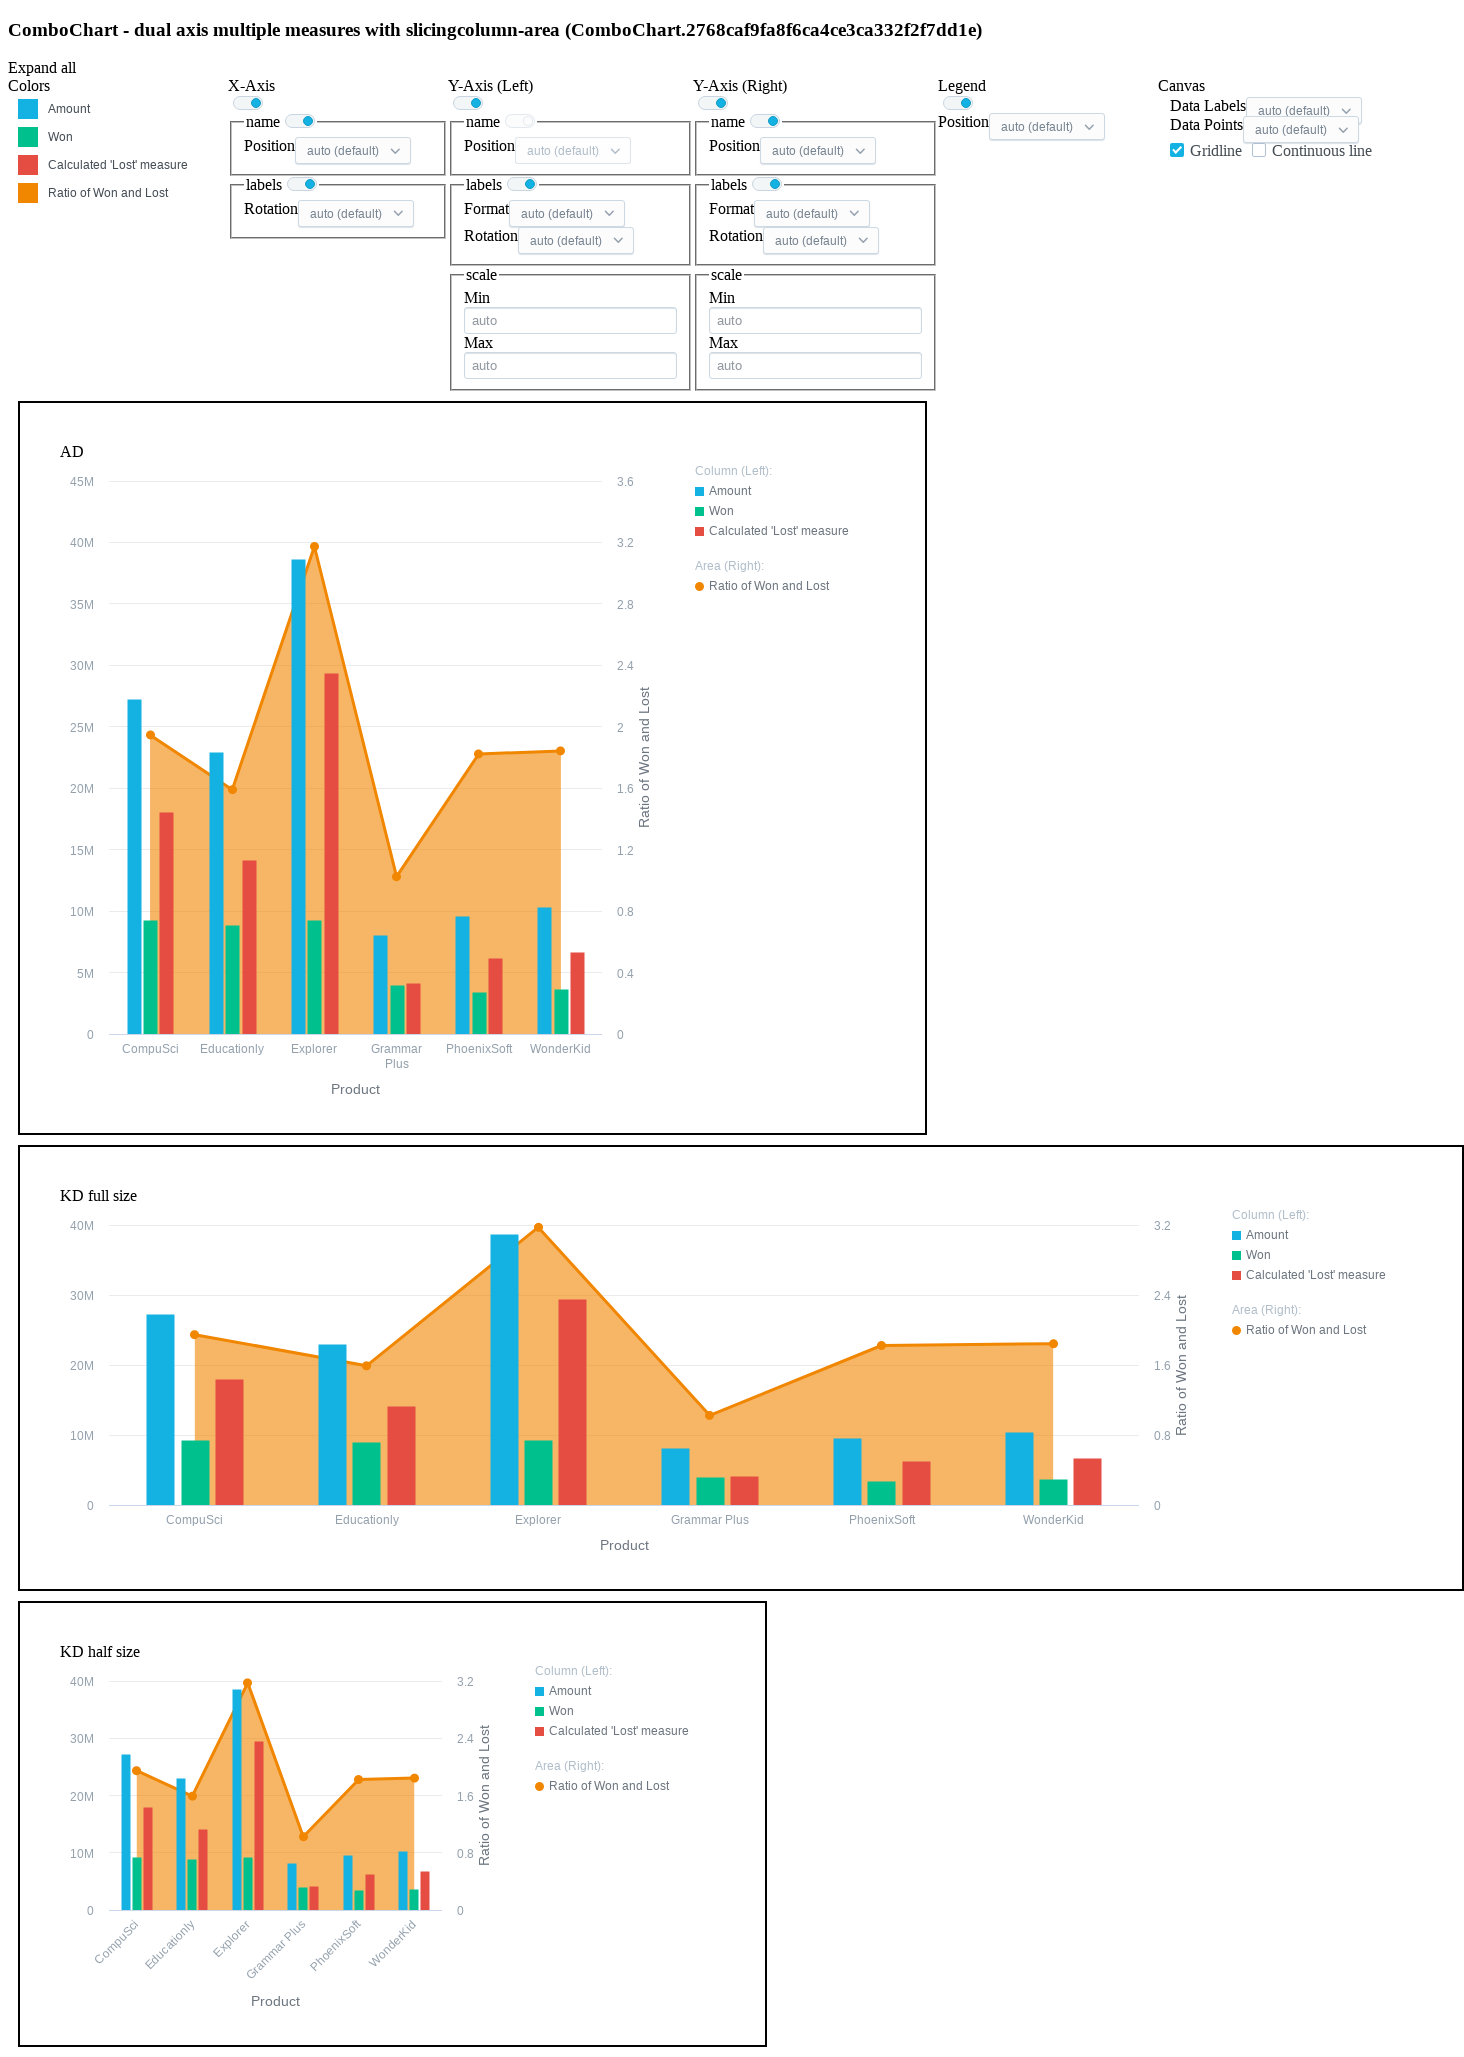 ComboChart - dual axis multiple measures with slicingcolumn-area (ComboChart.2768caf9fa8f6ca4ce3ca332f2f7dd1e)
Expand all
Colors
Amount
Won
Calculated 'Lost' measure
Ratio of Won and Lost
X-Axis
name
Position auto (default)
labels
Rotation auto (default)
Y-Axis (Left)
name
Position auto (default)
labels
Format auto (default)
Rotation auto (default)
scale
Min
auto
Max
auto
Y-Axis (Right)
name
Position auto (default)
labels
Format auto (default)
Rotation auto (default)
scale
Min
auto
Max
auto
Legend
Position auto (default)
Canvas
Data Labels auto (default)
Data Points auto (default)
Gridline Continuous line
AD
45M
40M
35M
30M
25M
20M
15M
10M
5M
0
3.6
3.2
2.8
2.4
2
1.6
1.2
0.8
0.4
0
Ratio of Won and Lost
CompuSci
Educationly
Explorer
Grammar
Plus
PhoenixSoft
WonderKid
Product
Column (Left):
Amount
Won
Calculated 'Lost' measure
Area (Right):
Ratio of Won and Lost
KD full size
40M
30M
20M
10M
0
3.2
2.4
1.6
0.8
0
Ratio of Won and Lost
CompuSci
Educationly
Explorer
Grammar Plus
PhoenixSoft
WonderKid
Product
Column (Left):
Amount
Won
Calculated 'Lost' measure
Area (Right):
Ratio of Won and Lost
KD half size
40M
30M
20M
10M
0
3.2
2.4
1.6
0.8
0
Ratio of Won and Lost
CompuSci
Educationly
Explorer
Grammar Plus
PhoenixSoft
WonderKid
Product
Column (Left):
Amount
Won
Calculated 'Lost' measure
Area (Right):
Ratio of Won and Lost